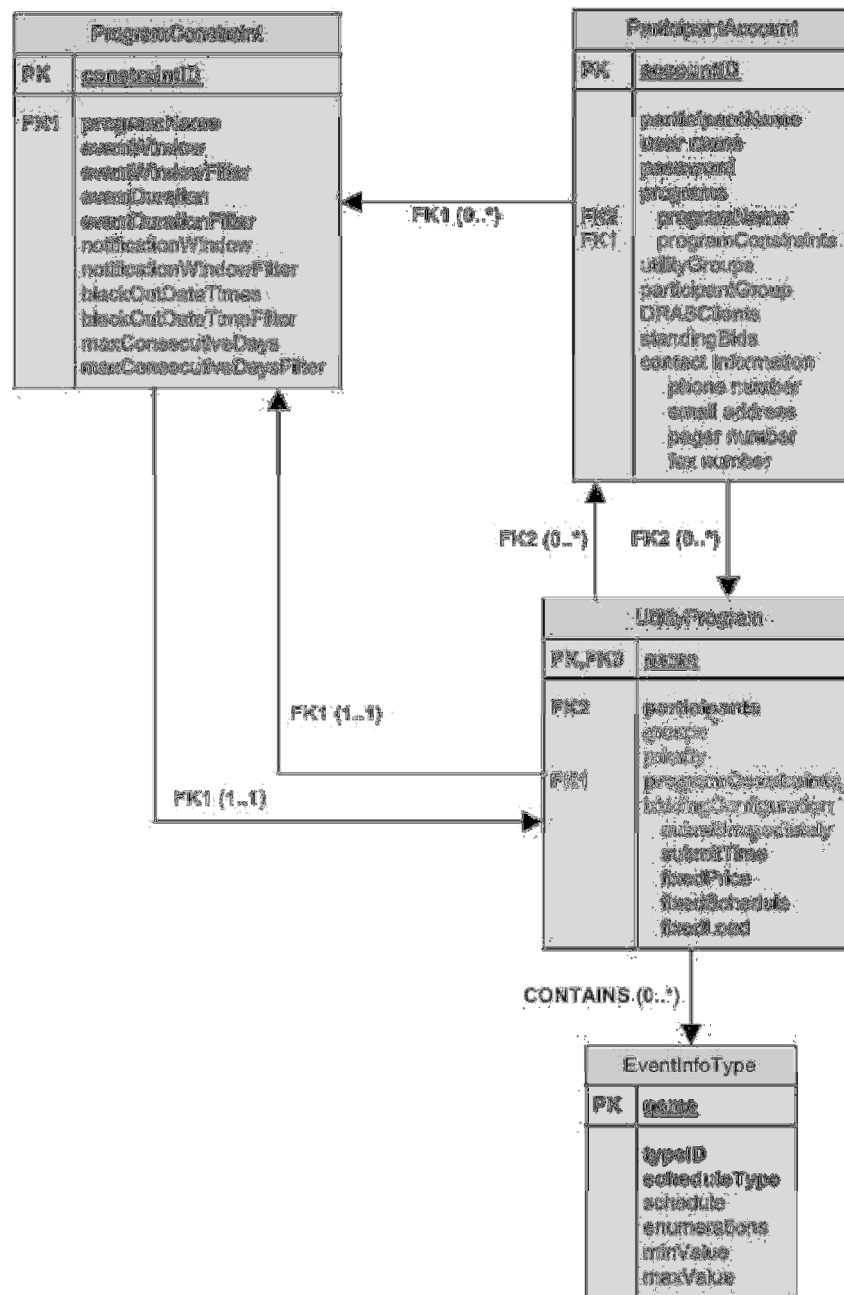 ProgramConstraint
PK constraintID
FK1 programName
eventWindow
eventWindowFilter
eventDuration
eventDurationFilter
notificationWindow
notificationWindowFilter
blackOutDateTimes
blackOutDateTimeFilter
maxConsecutiveDays
maxConsecutiveDaysFilter
FK1 (0..*)
ParticipantAccount
PK accountID
participantName
user name
password
programs
FK2 programName
FK1 programConstraints
utilityGroups
participantGroup
DRASClients
standingBids
contact information
phone number
email address
pager number
fax number
FK2 (0..*)
FK2 (0..*)
UtilityProgram
PK,FK3 name
FK2 participants
groups
priority
FK1 programConstraints
biddingConfiguration
submitImmediately
submitTime
fixedPrice
fixedSchedule
fixedLoad
FK1 (1..1)
FK1 (1..1)
CONTAINS (0..*)
EventInfoType
PK name
typeID
scheduleType
schedule
enumerations
minValue
maxValue